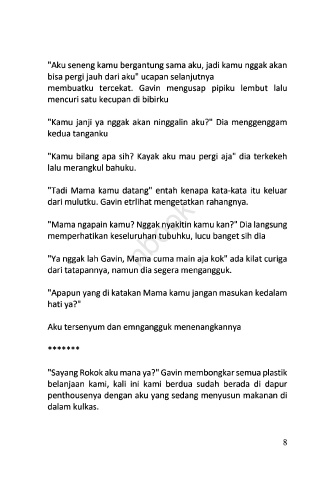 "Aku seneng kamu bergantung sama aku, jadi kamu nggak akan
bisa pergi jauh dari aku" ucapan selanjutnya
membuatku tercekat. Gavin mengusap pipiku lembut lalu
mencuri satu kecupan di bibirku
"Kamu janji ya nggak akan ninggalin aku?" Dia menggenggam
kedua tanganku
"Kamu bilang apa sih? Kayak aku mau pergi aja" dia terkekeh
lalu merangkul bahuku.
"Tadi Mama kamu datang" entah kenapa kata-kata itu keluar
dari mulutku. Gavin etrlihat mengetatkan rahangnya.
"Mama ngapain kamu? Nggak nyakitin kamu kan?" Dia langsung
memperhatikan keseluruhan tubuhku, lucu banget sih dia
"Ya nggak lah Gavin, Mama cuma main aja kok" ada kilat curiga
dari tatapannya, namun dia segera mengangguk.
"Apapun yang di katakan Mama kamu jangan masukan kedalam
hati ya?"
Aku tersenyum dan emngangguk menenangkannya
*******
"Sayang Rokok aku mana ya?" Gavin membongkar semua plastik
belanjaan kami, kali ini kami berdua sudah berada di dapur
penthousenya dengan aku yang sedang menyusun makanan di
dalam kulkas.
8